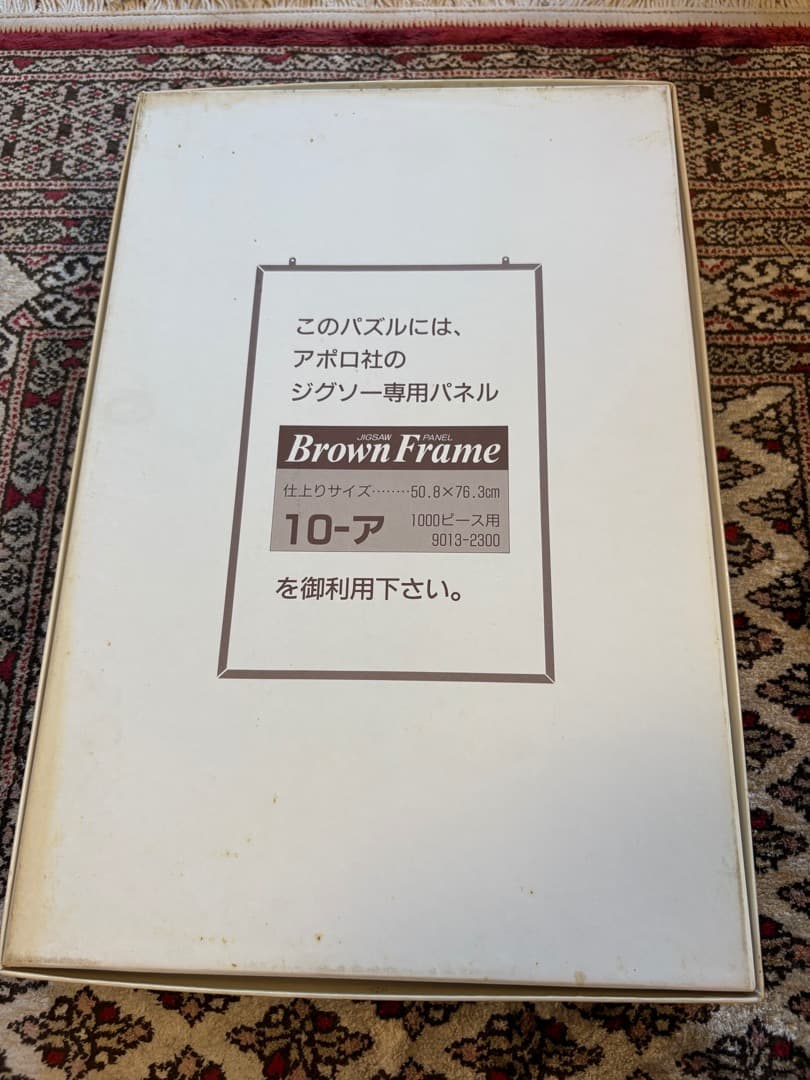 このパズルには、
アポロ社の
ジグソー専用パネル
JIGSAW PANEL
Brown Frame
仕上りサイズ………50.8×76.3cm
10-ア 1000ピース用
9013-2300
を御利用下さい。